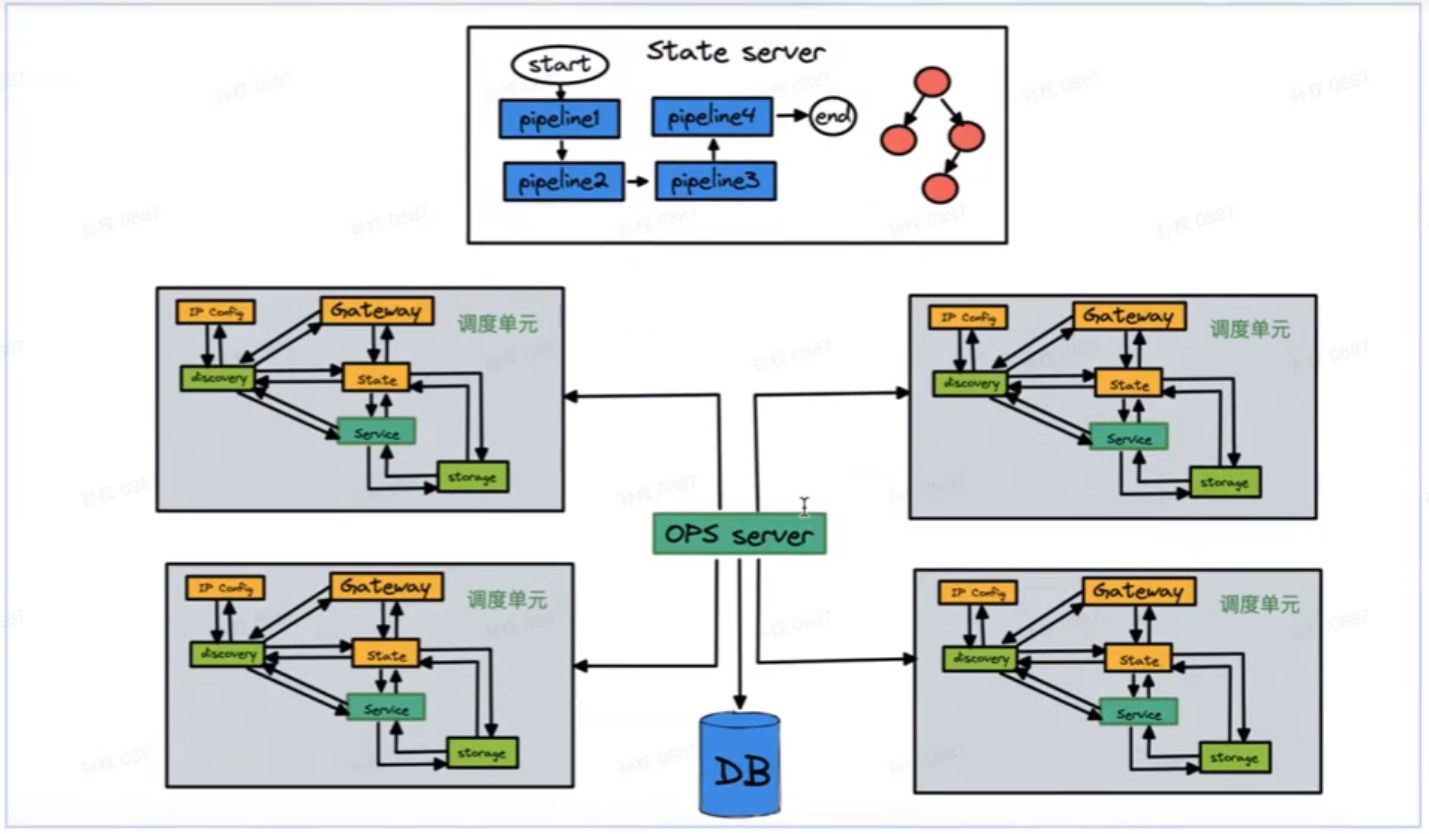 State server
start
pipeline1
pipeline4
end
pipeline2
pipeline3
IP Config
Gateway
调度单元
discovery
State
Service
storage
IP Config
Gateway
调度单元
discovery
State
Service
storage
OPS server
IP Config
Gateway
调度单元
discovery
State
Service
storage
IP Config
Gateway
调度单元
discovery
State
Service
storage
DB